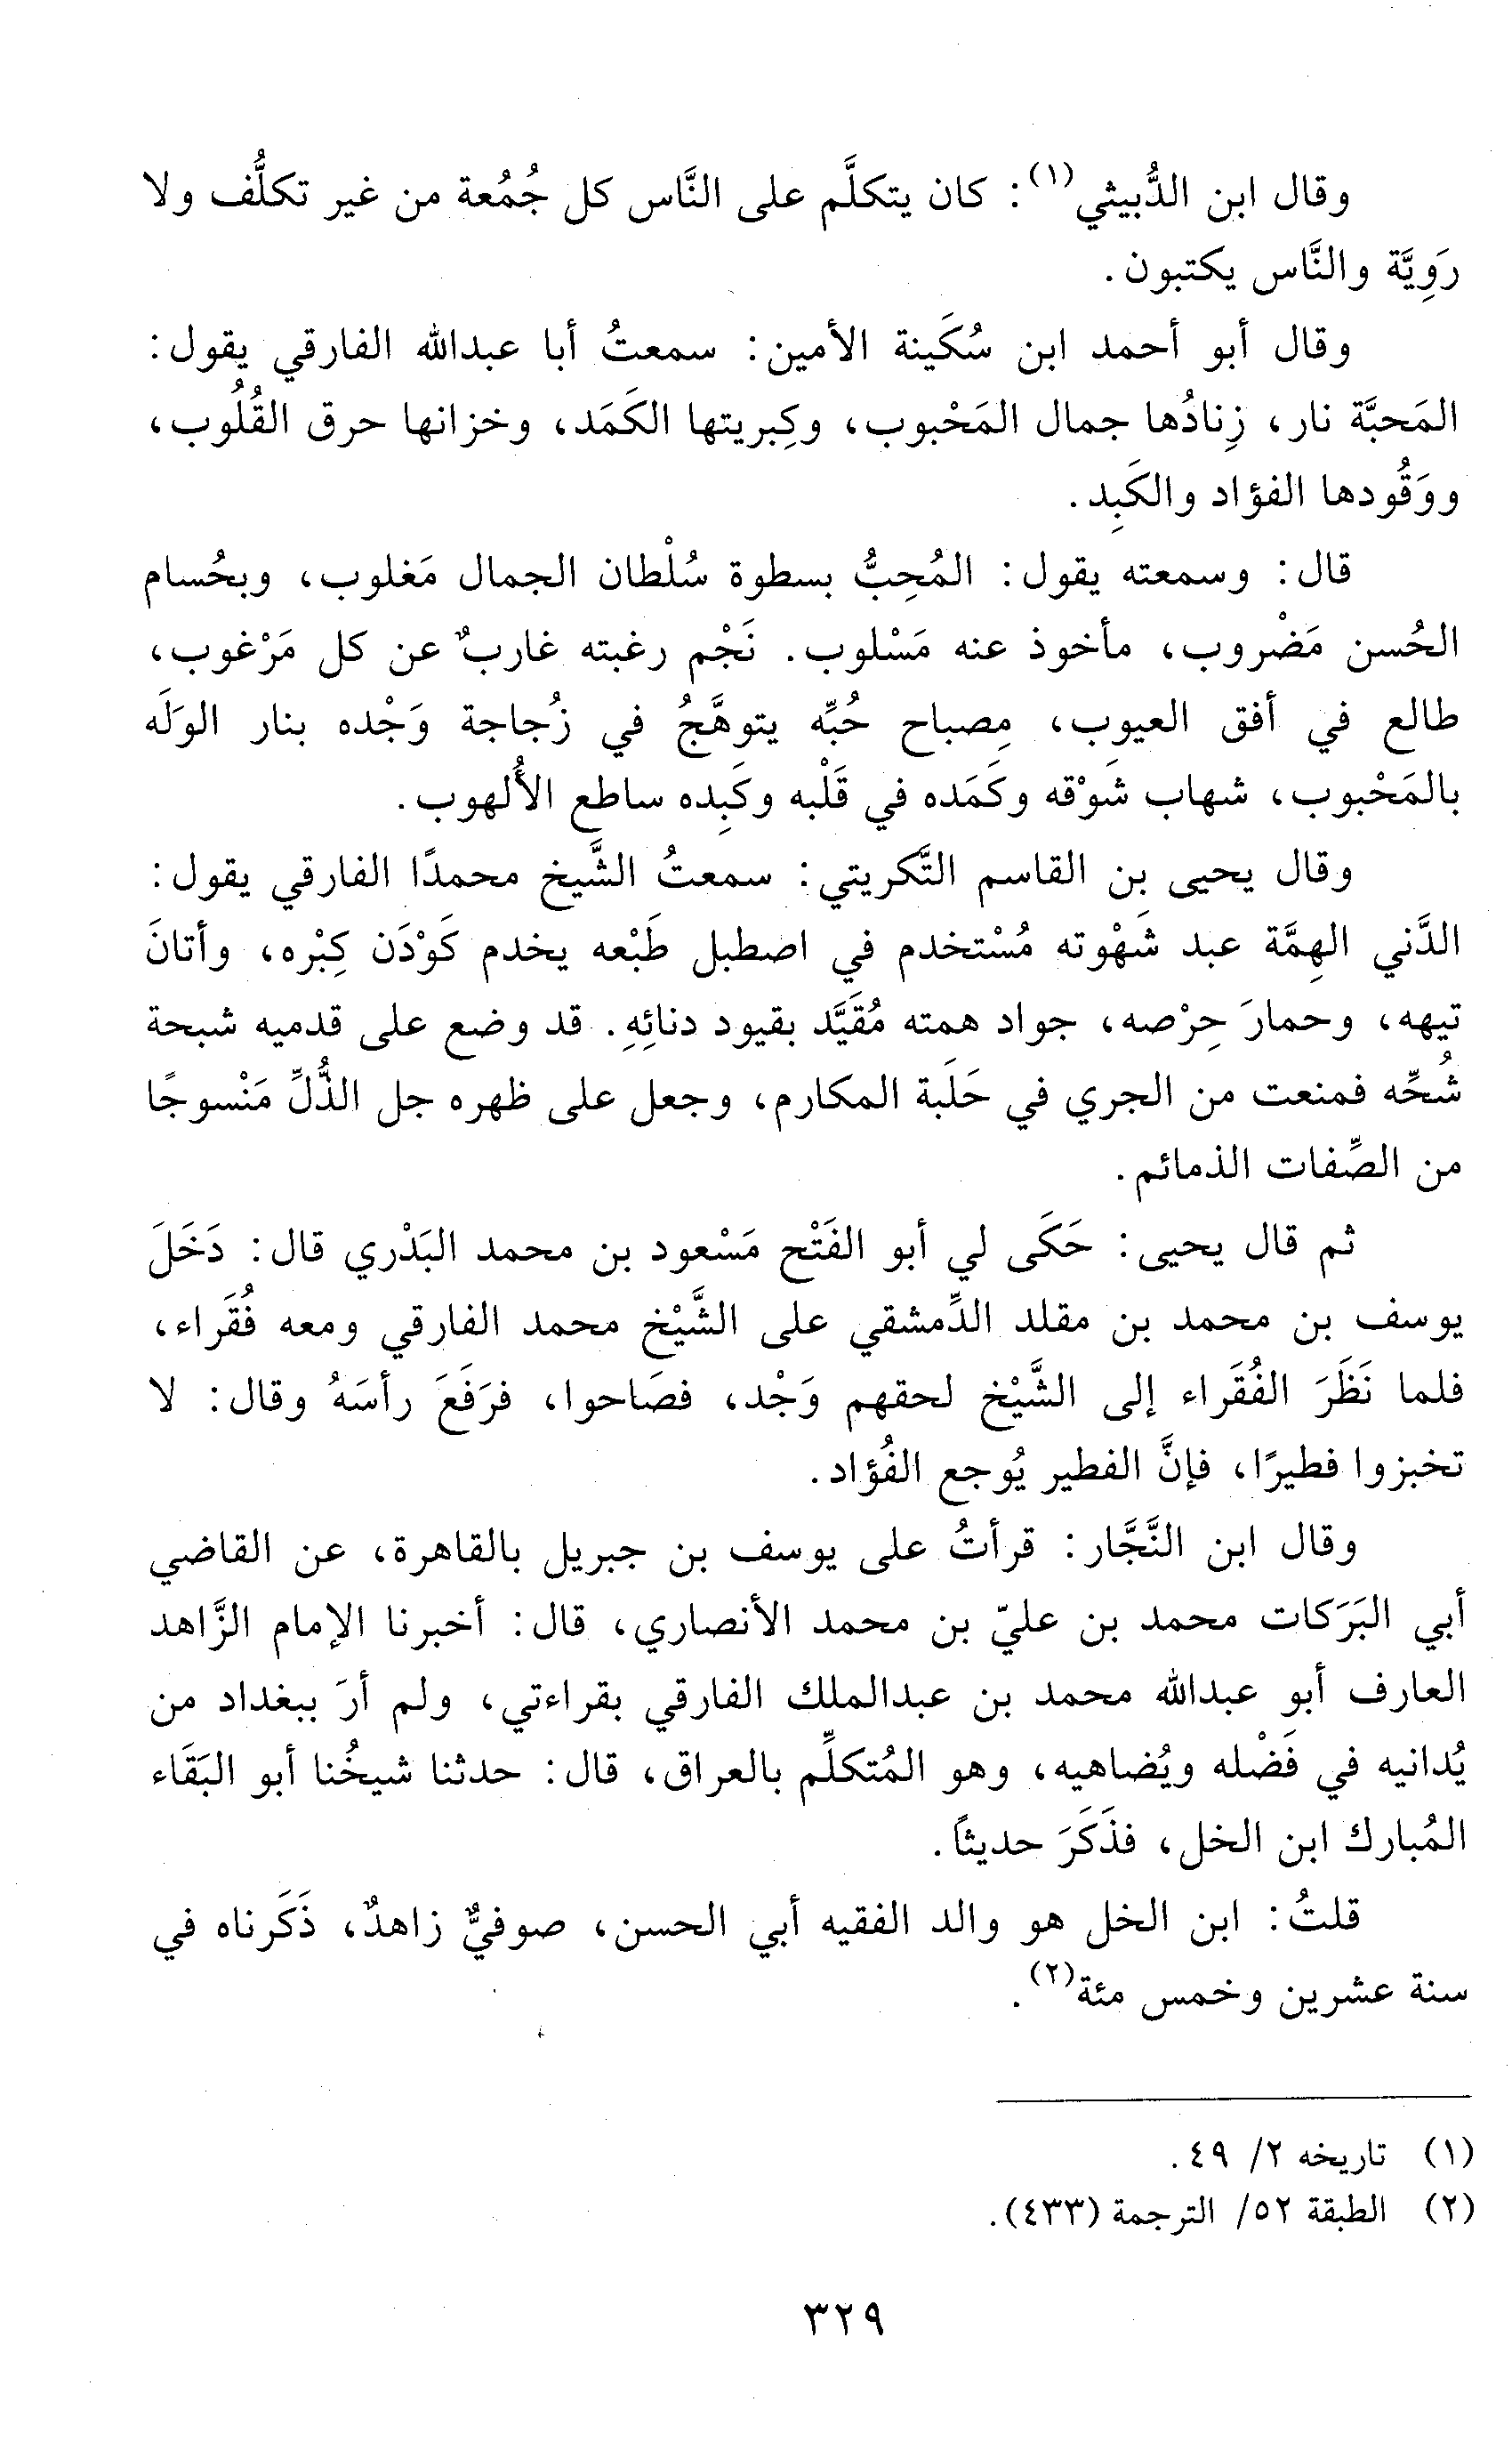 وقال ابن الدُّبيثي(١): كان يتكلَّم على النَّاس كل جُمُعة من غير تكلُّف ولا
رَوِيَّة والنَّاس يكتبون.
وقال أبو أحمد ابن سُكَينة الأمين: سمعتُ أبا عبدالله الفارقي يقول:
المَحبَّة نار، زِنادُها جمال المَحْبوب، وكِبريتها الكَمَد، وخزانها حرق القُلُوب،
ووَقُودها الفؤاد والكَبِد.
قال: وسمعته يقول: المُحِبُّ بسطوة سُلْطان الجمال مَغلوب، وبحُسام
الحُسن مَضْروب، مأخوذ عنه مَسْلوب. نَجْم رغبته غاربٌ عن كل مَرْغوب،
طالع في أفق العيوب، مِصباح حُبِّه يتوهَّجُ في زُجاجة وَجْده بنار الوَلَه
بالمَحْبوب، شهاب شَوْقه وكَمَده في قَلْبه وكَبِده ساطع الأُلهوب.
وقال يحيى بن القاسم التَّكريتي: سمعتُ الشَّيخ محمدًا الفارقي يقول:
الدَّني الهِمَّة عبد شَهْوته مُسْتخدم في اصطبل طَبْعه يخدم كَوْدَن كِبْره، وأتانَ
تيهه، وحمارَ حِرْصه، جواد همته مُقَيَّد بقيود دنائِهِ. قد وضع على قدميه شبحة
شُحِّه فمنعت من الجري في حَلَبة المكارم، وجعل على ظهره جل الذُّلِّ مَنْسوجًا
من الصِّفات الذمائم.
ثم قال يحيى: حَكَى لي أبو الفَتْح مَسْعود بن محمد البَدْري قال: دَخَلَ
يوسف بن محمد بن مقلد الدِّمشقي على الشَّيْخ محمد الفارقي ومعه فُقَراء،
فلما نَظَرَ الفُقَراء إلى الشَّيْخ لحقهم وَجْد، فصَاحوا، فرَفَعَ رأسَهُ وقال: لا
تخبزوا فطيرًا، فإنَّ الفطير يُوجع الفُؤاد.
وقال ابن النَّجَّار: قرأتُ على يوسف بن جبريل بالقاهرة، عن القاضي
أبي البَرَكات محمد بن عليّ بن محمد الأنصاري، قال: أخبرنا الإمام الزَّاهد
العارف أبو عبدالله محمد بن عبدالملك الفارقي بقراءتي، ولم أرَ ببغداد من
يُدانيه في فَضْله ويُضاهيه، وهو المُتكلِّم بالعراق، قال: حدثنا شيخُنا أبو البَقَاء
المُبارك ابن الخل، فذَكَرَ حديثًا.
قلتُ: ابن الخل هو والد الفقيه أبي الحسن، صوفيٌّ زاهدٌ، ذَكَرناه في
سنة عشرين وخمس مئة(٢).
(١) تاريخه ٢/ ٤٩.
(٢) الطبقة ٥٢/ الترجمة (٤٣٣).
٣٢٩